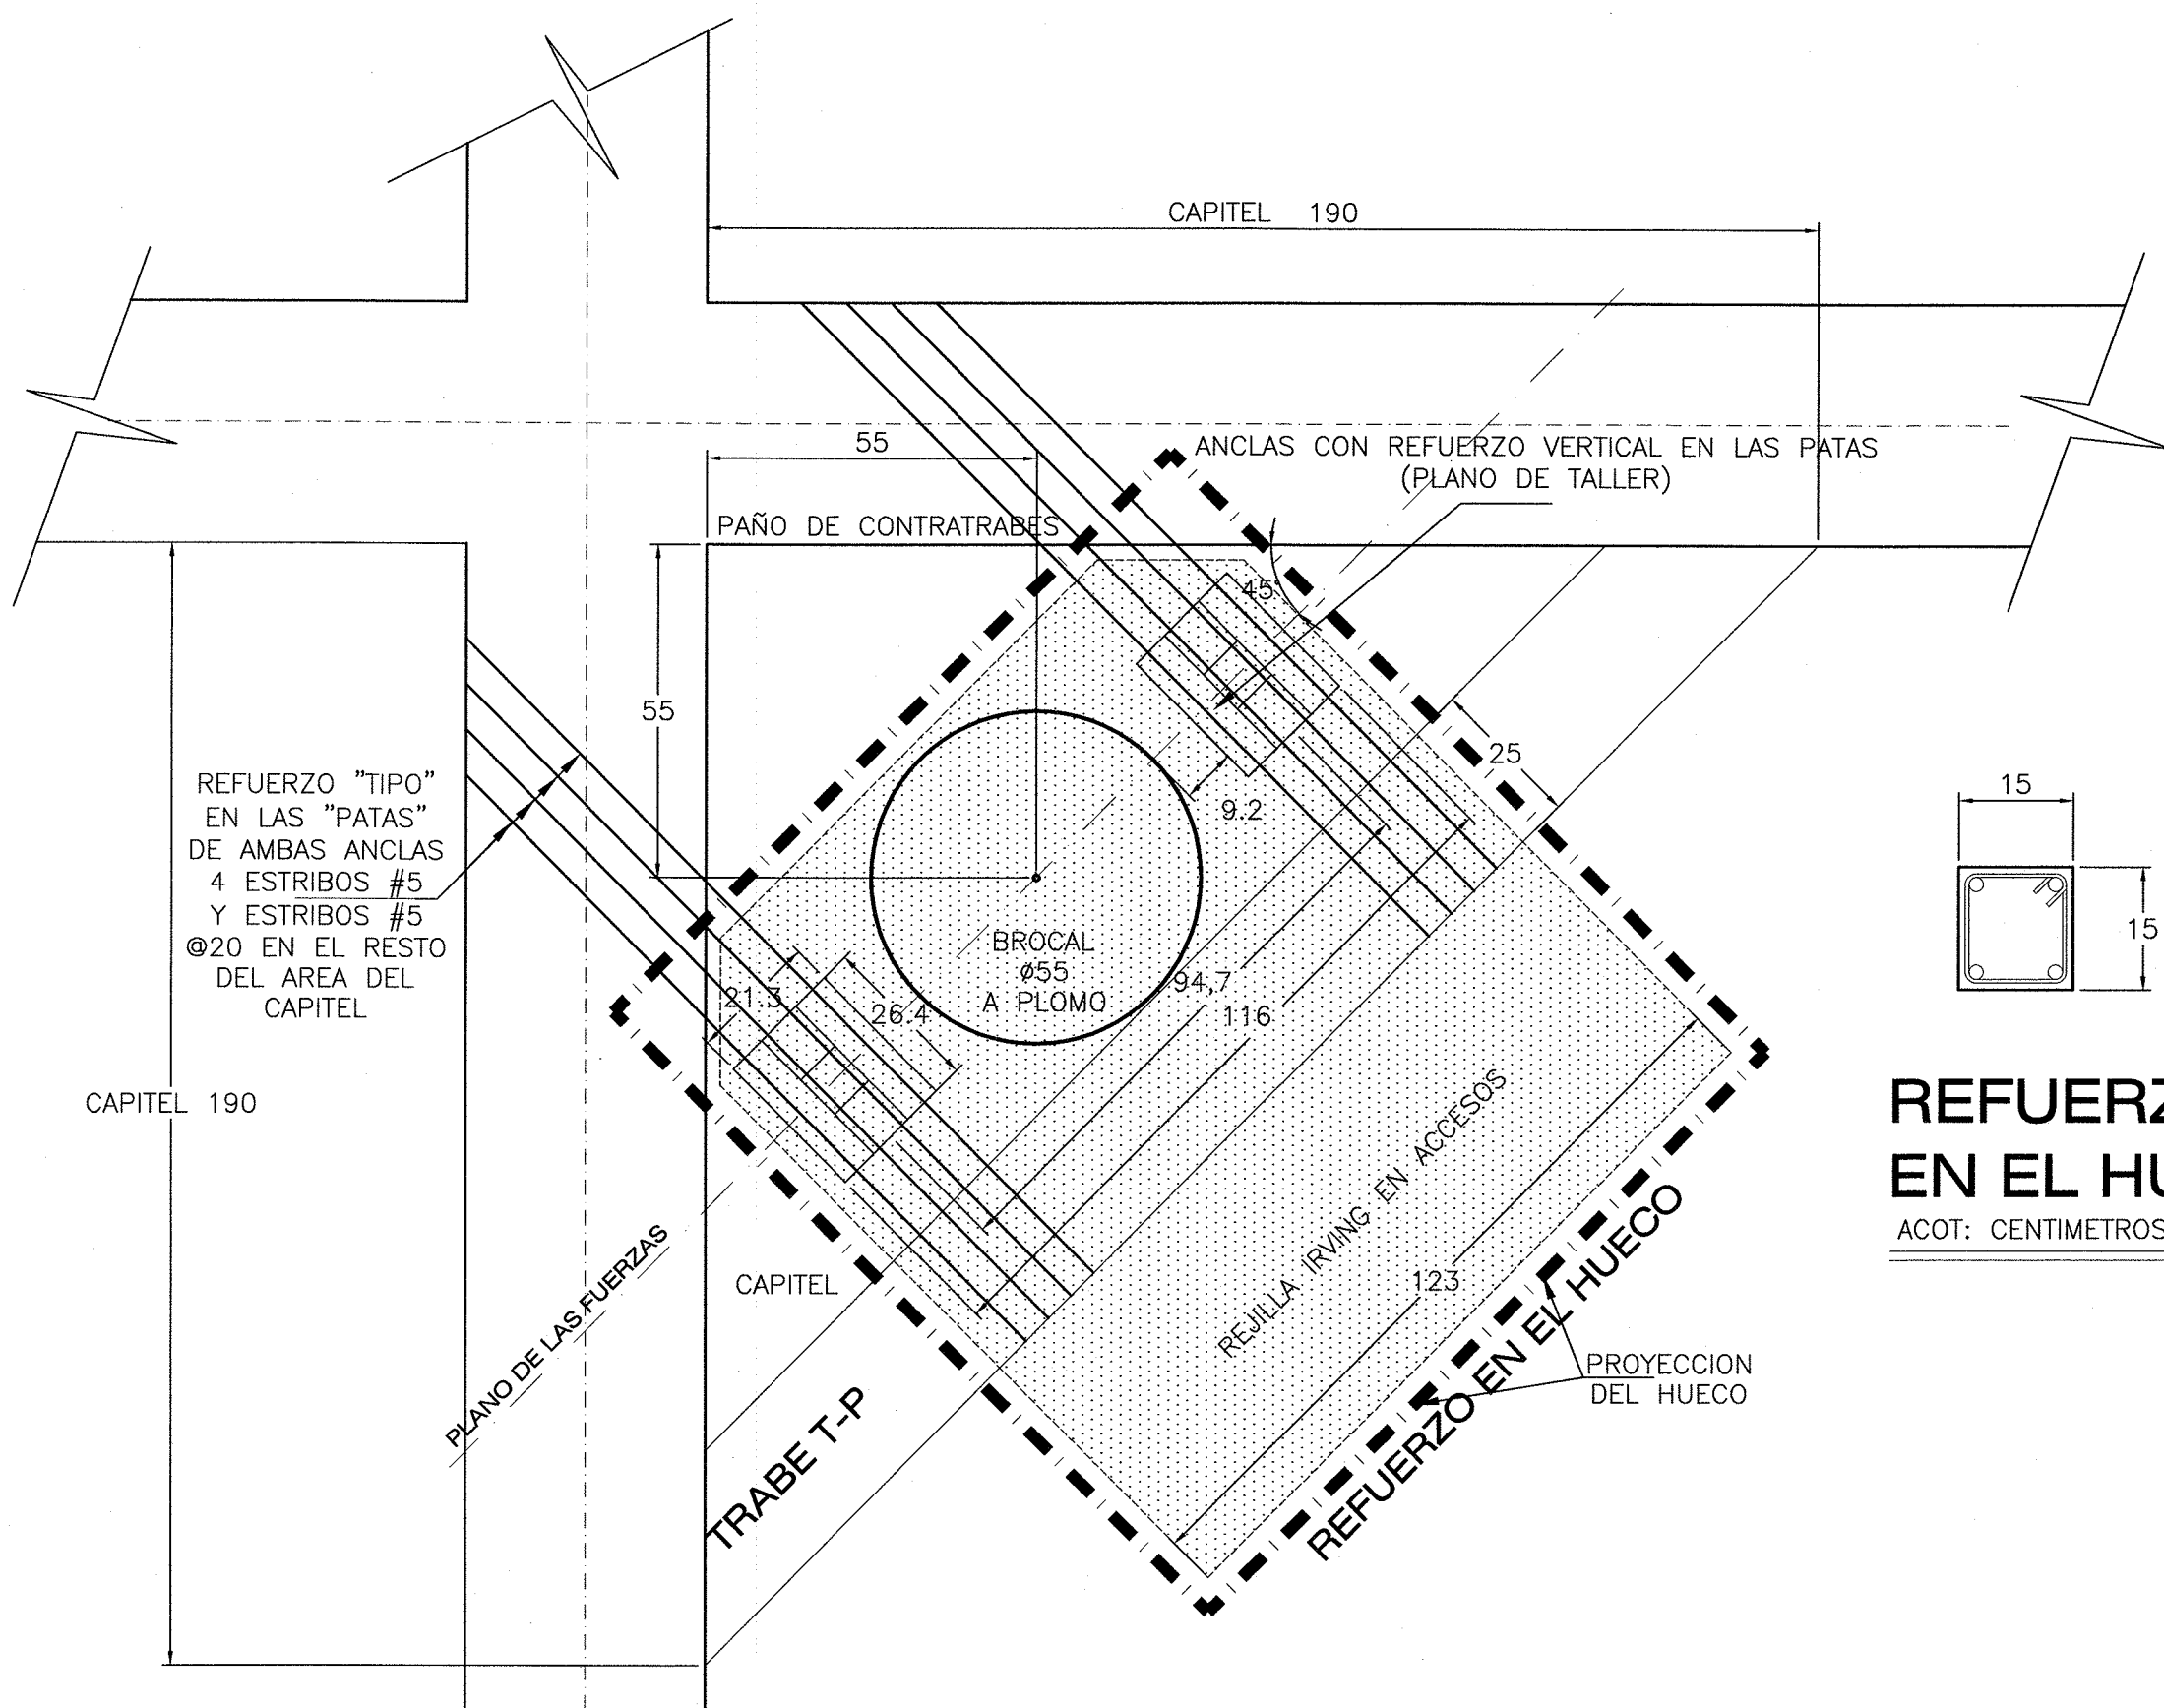 CAPITEL 190
55
ANCLAS CON REFUERZO VERTICAL EN LAS PATAS
(PLANO DE TALLER)
PAÑO DE CONTRATRABES
45°
55
25
REFUERZO "TIPO"
EN LAS "PATAS"
DE AMBAS ANCLAS
4 ESTRIBOS #5
Y ESTRIBOS #5
@20 EN EL RESTO
DEL AREA DEL
CAPITEL
9.2
15
15
BROCAL
ø55
A PLOMO
21.3
26.4
94,7
116
CAPITEL 190
REFUERZ
EN EL HU
ACOT: CENTIMETROS
REJILLA IRVING EN ACCESOS
PLANO DE LAS FUERZAS
CAPITEL
123
TRABE T-P
REFUERZO EN EL HUECO
PROYECCION
DEL HUECO